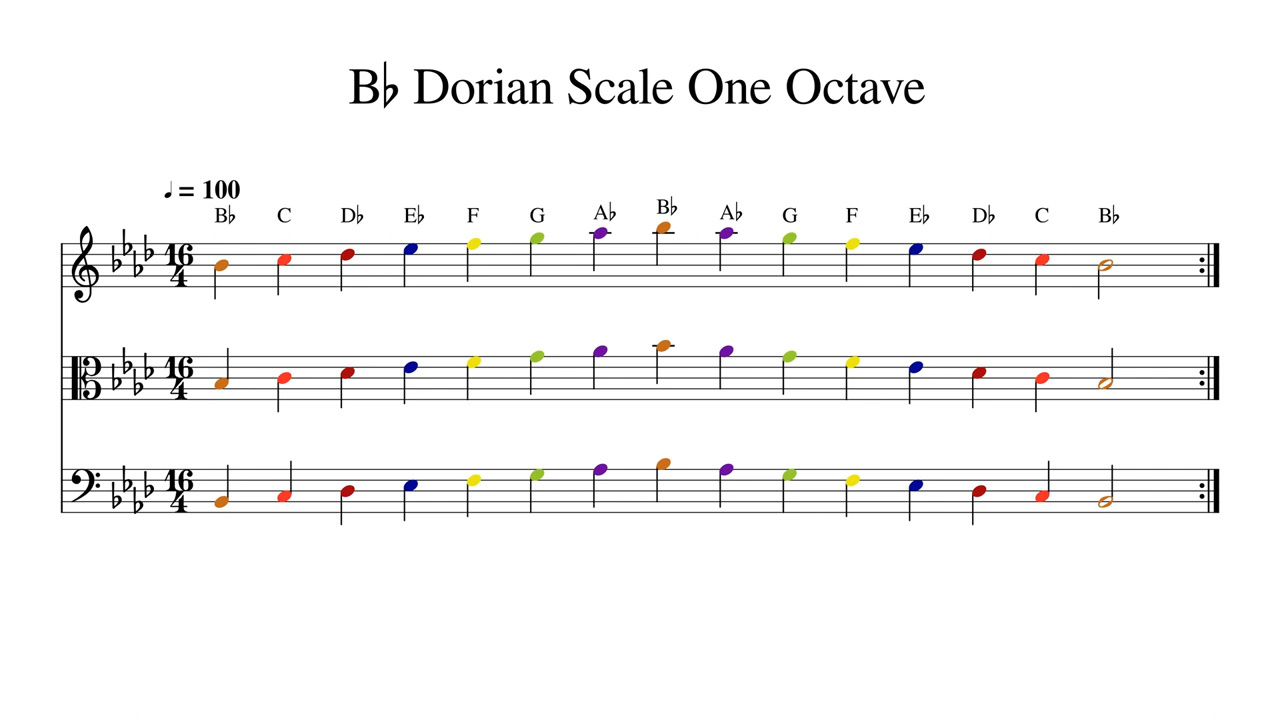 B♭ Dorian Scale One Octave
♩ = 100
B♭ C D♭ E♭ F G A♭ B♭ A♭ G F E♭ D♭ C B♭
16
4
16
4
16
4